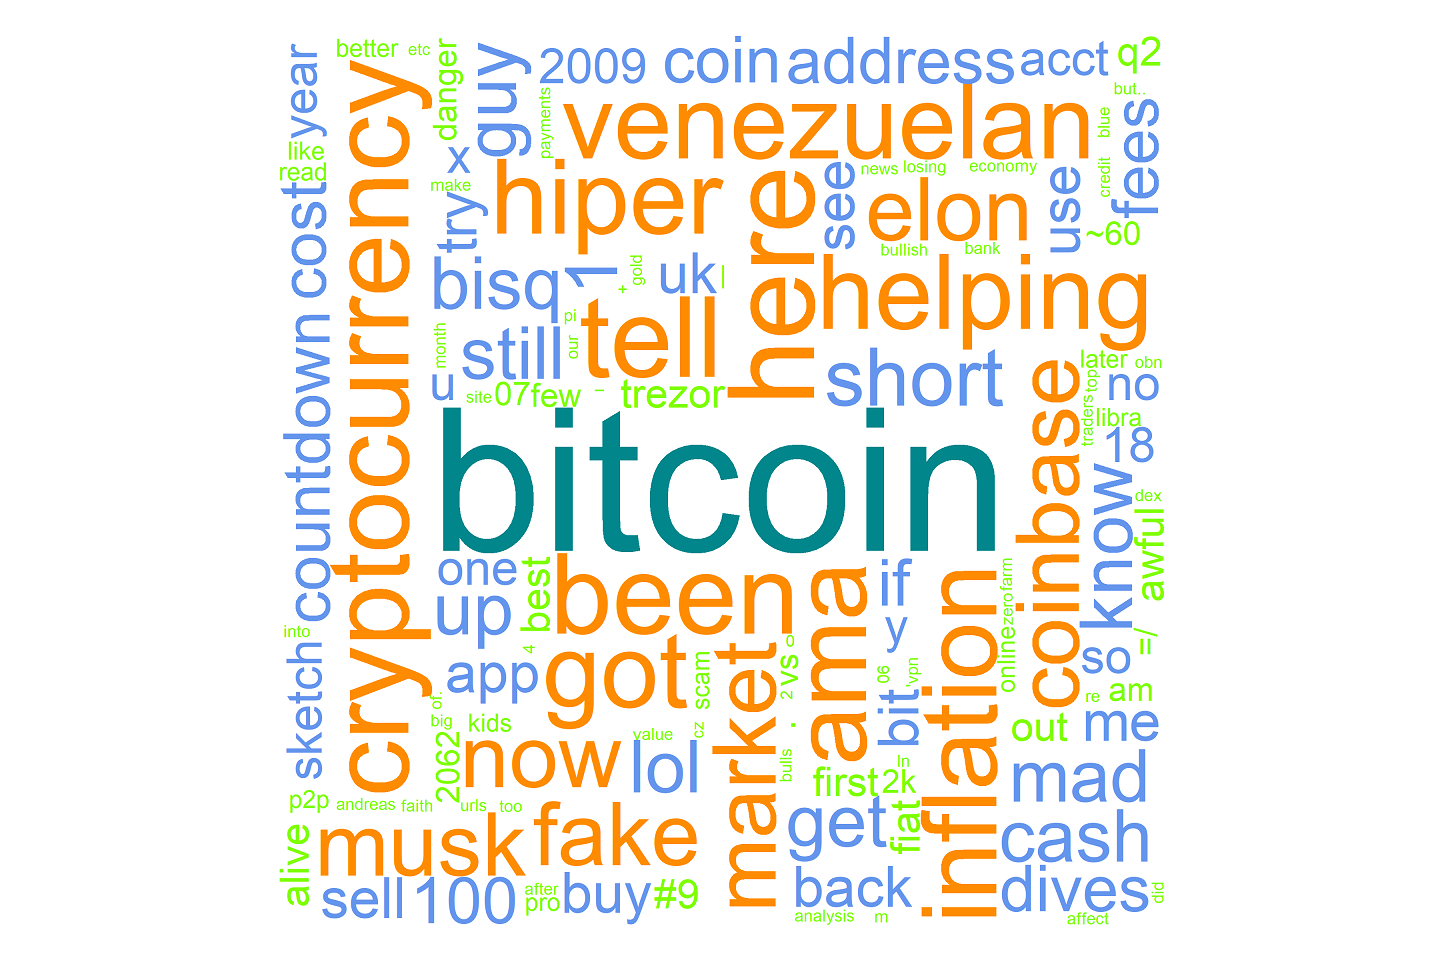 better
etc
danger
guy
2009
coin
address
acct
q2
year
cryptocurrency
payments
venezuelan
but..
like
read
x
make
hiper
here
see
news
losing
economy
blue
credit
fees
cost
try
elon
use
~60
bullish
bank
bisq
1
gold
+
uk
|
helping
countdown
month
still
pi
our
tell
short
later
obn
top
no
u
site
07
few
-
trezor
traders
libra
18
bitcoin
coinbase
know
dex
awful
one
best
been
ama
if
inflation
zero
farm
up
y
online
into
sketch
app
4
got
market
o
vs
2
.
06
vpn
bit
so
=/
re
am
of.
big
kids
scam
cz
out
me
2062
now
value
lol
bulls
ln
first
2k
mad
p2p
andreas
faith
urls
too
musk
fake
get
fiat
cash
alive
sell
100
after
pro
buy
#9
back
dives
did
analysis
m
affect